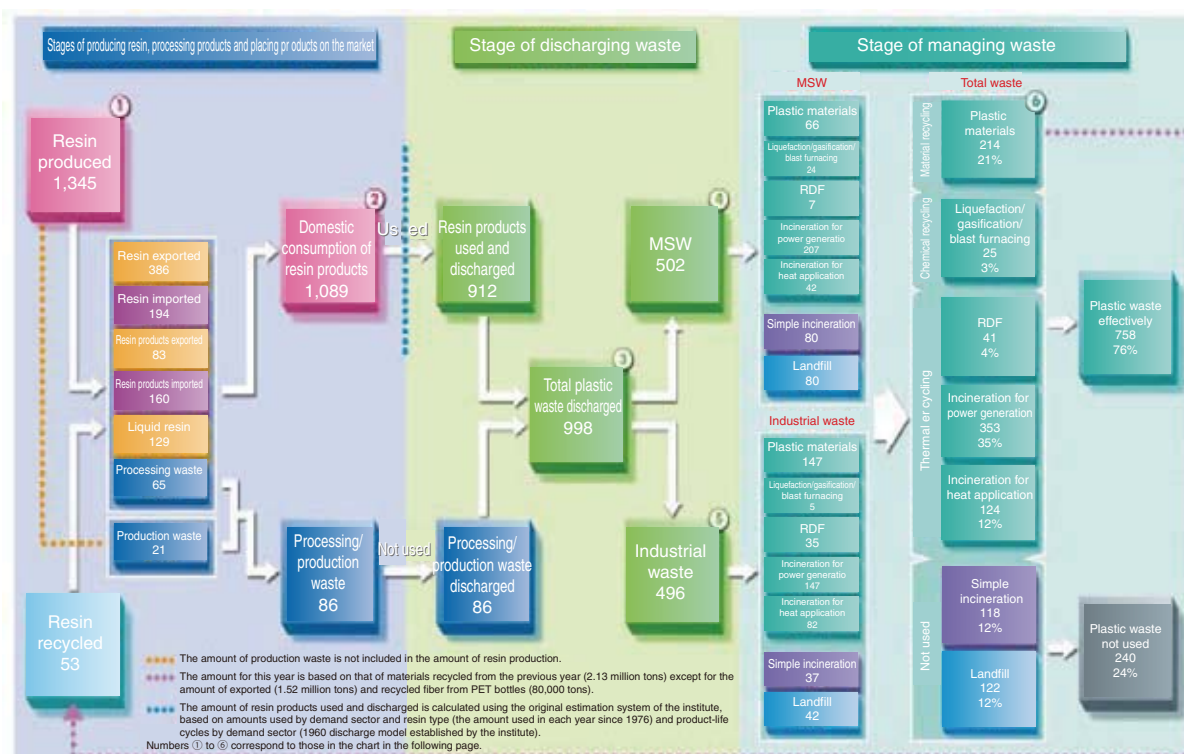 Stages of producing resin, processing products and placing pr oducts on the market
Stage of discharging waste
Stage of managing waste
①
Resin
produced
1,345
Resin exported
386
Resin imported
194
Resin products exported
83
Resin products imported
160
Liquid resin
129
Processing waste
65
Production waste
21
Resin
recycled
53
②
Domestic
consumption of
resin products
1,089
Processing/
production
waste
86
Us ed
Not used
Resin products
used and
discharged
912
Processing/
production waste
discharged
86
③
Total plastic
waste discharged
998
④
MSW
502
⑤
Industrial
waste
496
MSW
Plastic materials
66
Liquefaction/gasification/
blast furnacing
24
RDF
7
Incineration for
power generatio
207
Incineration for
heat application
42
Simple incineration
80
Landfill
80
Industrial waste
Plastic materials
147
Liquefaction/gasification/
blast furnacing
5
RDF
35
Incineration for
power generatio
147
Incineration for
heat application
82
Simple incineration
37
Landfill
42
Total waste
⑥
Material recycling
Plastic
materials
214
21%
Chemical recycling
Liquefaction/
gasification/
blast furnacing
25
3%
Thermal er cycling
RDF
41
4%
Incineration for
power generation
353
35%
Incineration for
heat application
124
12%
Not used
Simple
incineration
118
12%
Landfill
122
12%
Plastic waste
effectively
758
76%
Plastic waste
not used
240
24%
The amount of production waste is not included in the amount of resin production.
The amount for this year is based on that of materials recycled from the previous year (2.13 million tons) except for the
amount of exported (1.52 million tons) and recycled fiber from PET bottles (80,000 tons).
The amount of resin products used and discharged is calculated using the original estimation system of the institute,
based on amounts used by demand sector and resin type (the amount used in each year since 1976) and product-life
cycles by demand sector (1960 discharge model established by the institute).
Numbers ① to ⑥ correspond to those in the chart in the following page.